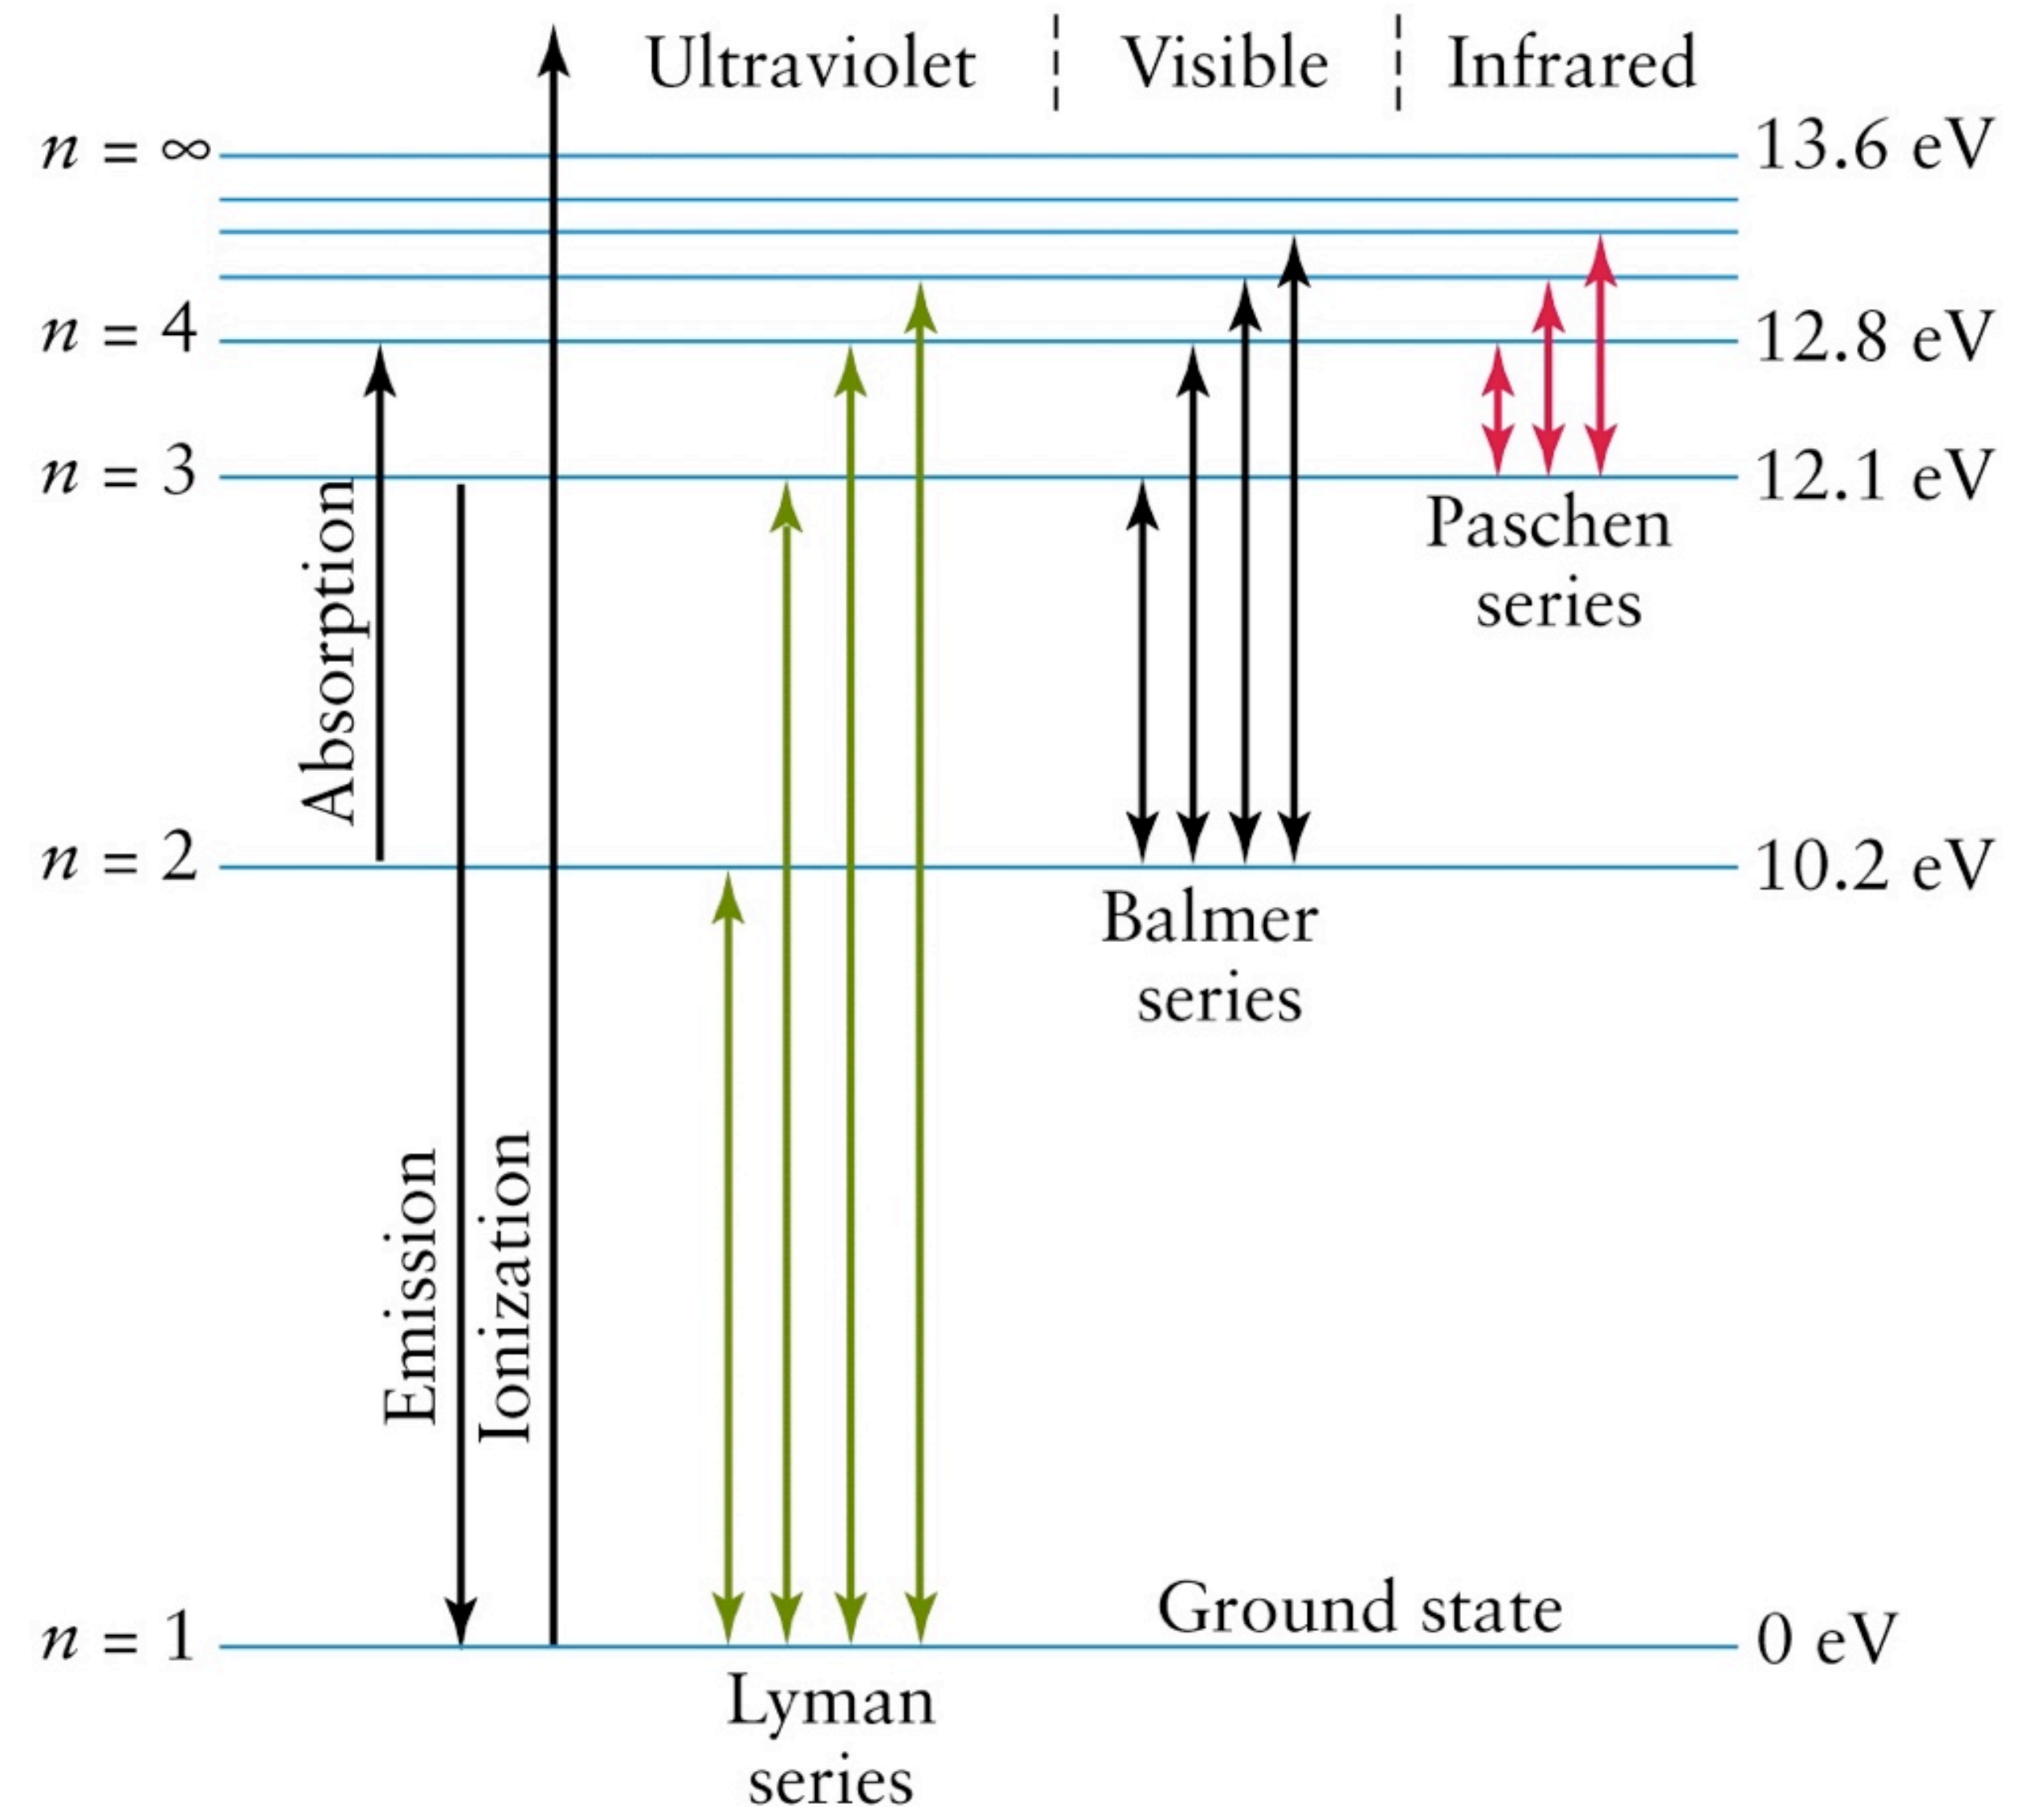 Ultraviolet Visible Infrared
n = ∞ 13.6 eV
n = 4 12.8 eV
n = 3 12.1 eV
Paschen
series
Absorption
n = 2 10.2 eV
Balmer
series
Emission
Ionization
Ground state
n = 1 0 eV
Lyman
series